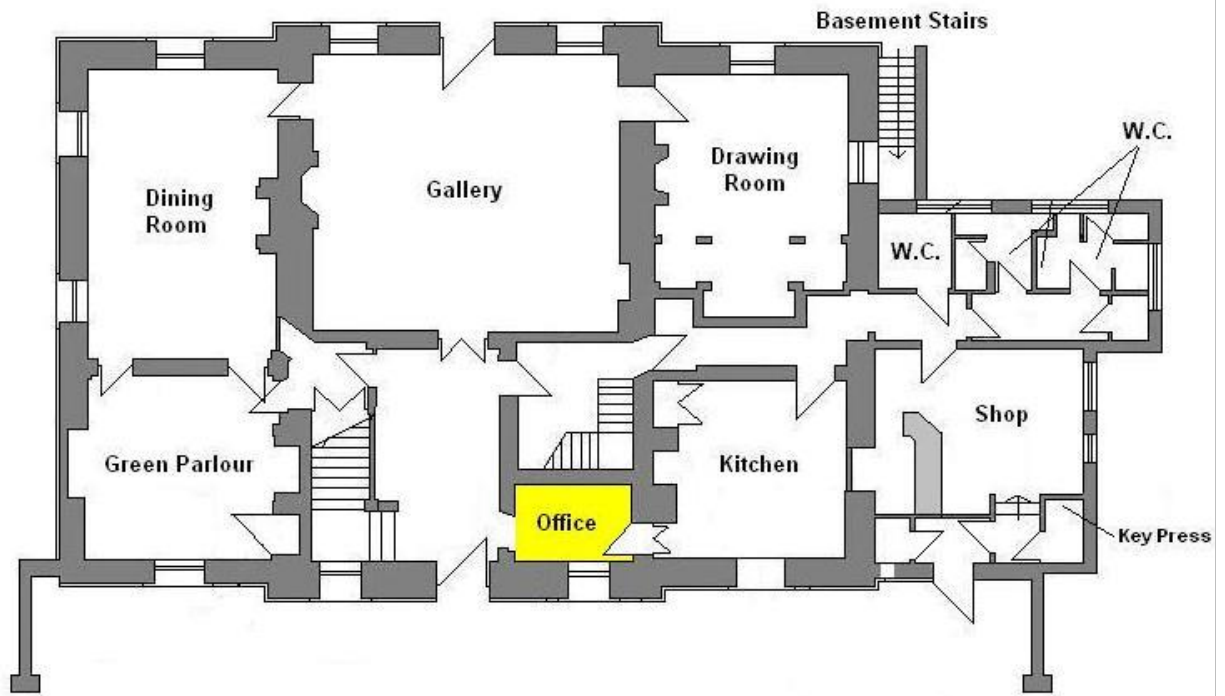 Basement Stairs
W.C.
Drawing
Room
Dining
Room
Gallery
W.C.
Shop
Green Parlour
Kitchen
Office
Key Press